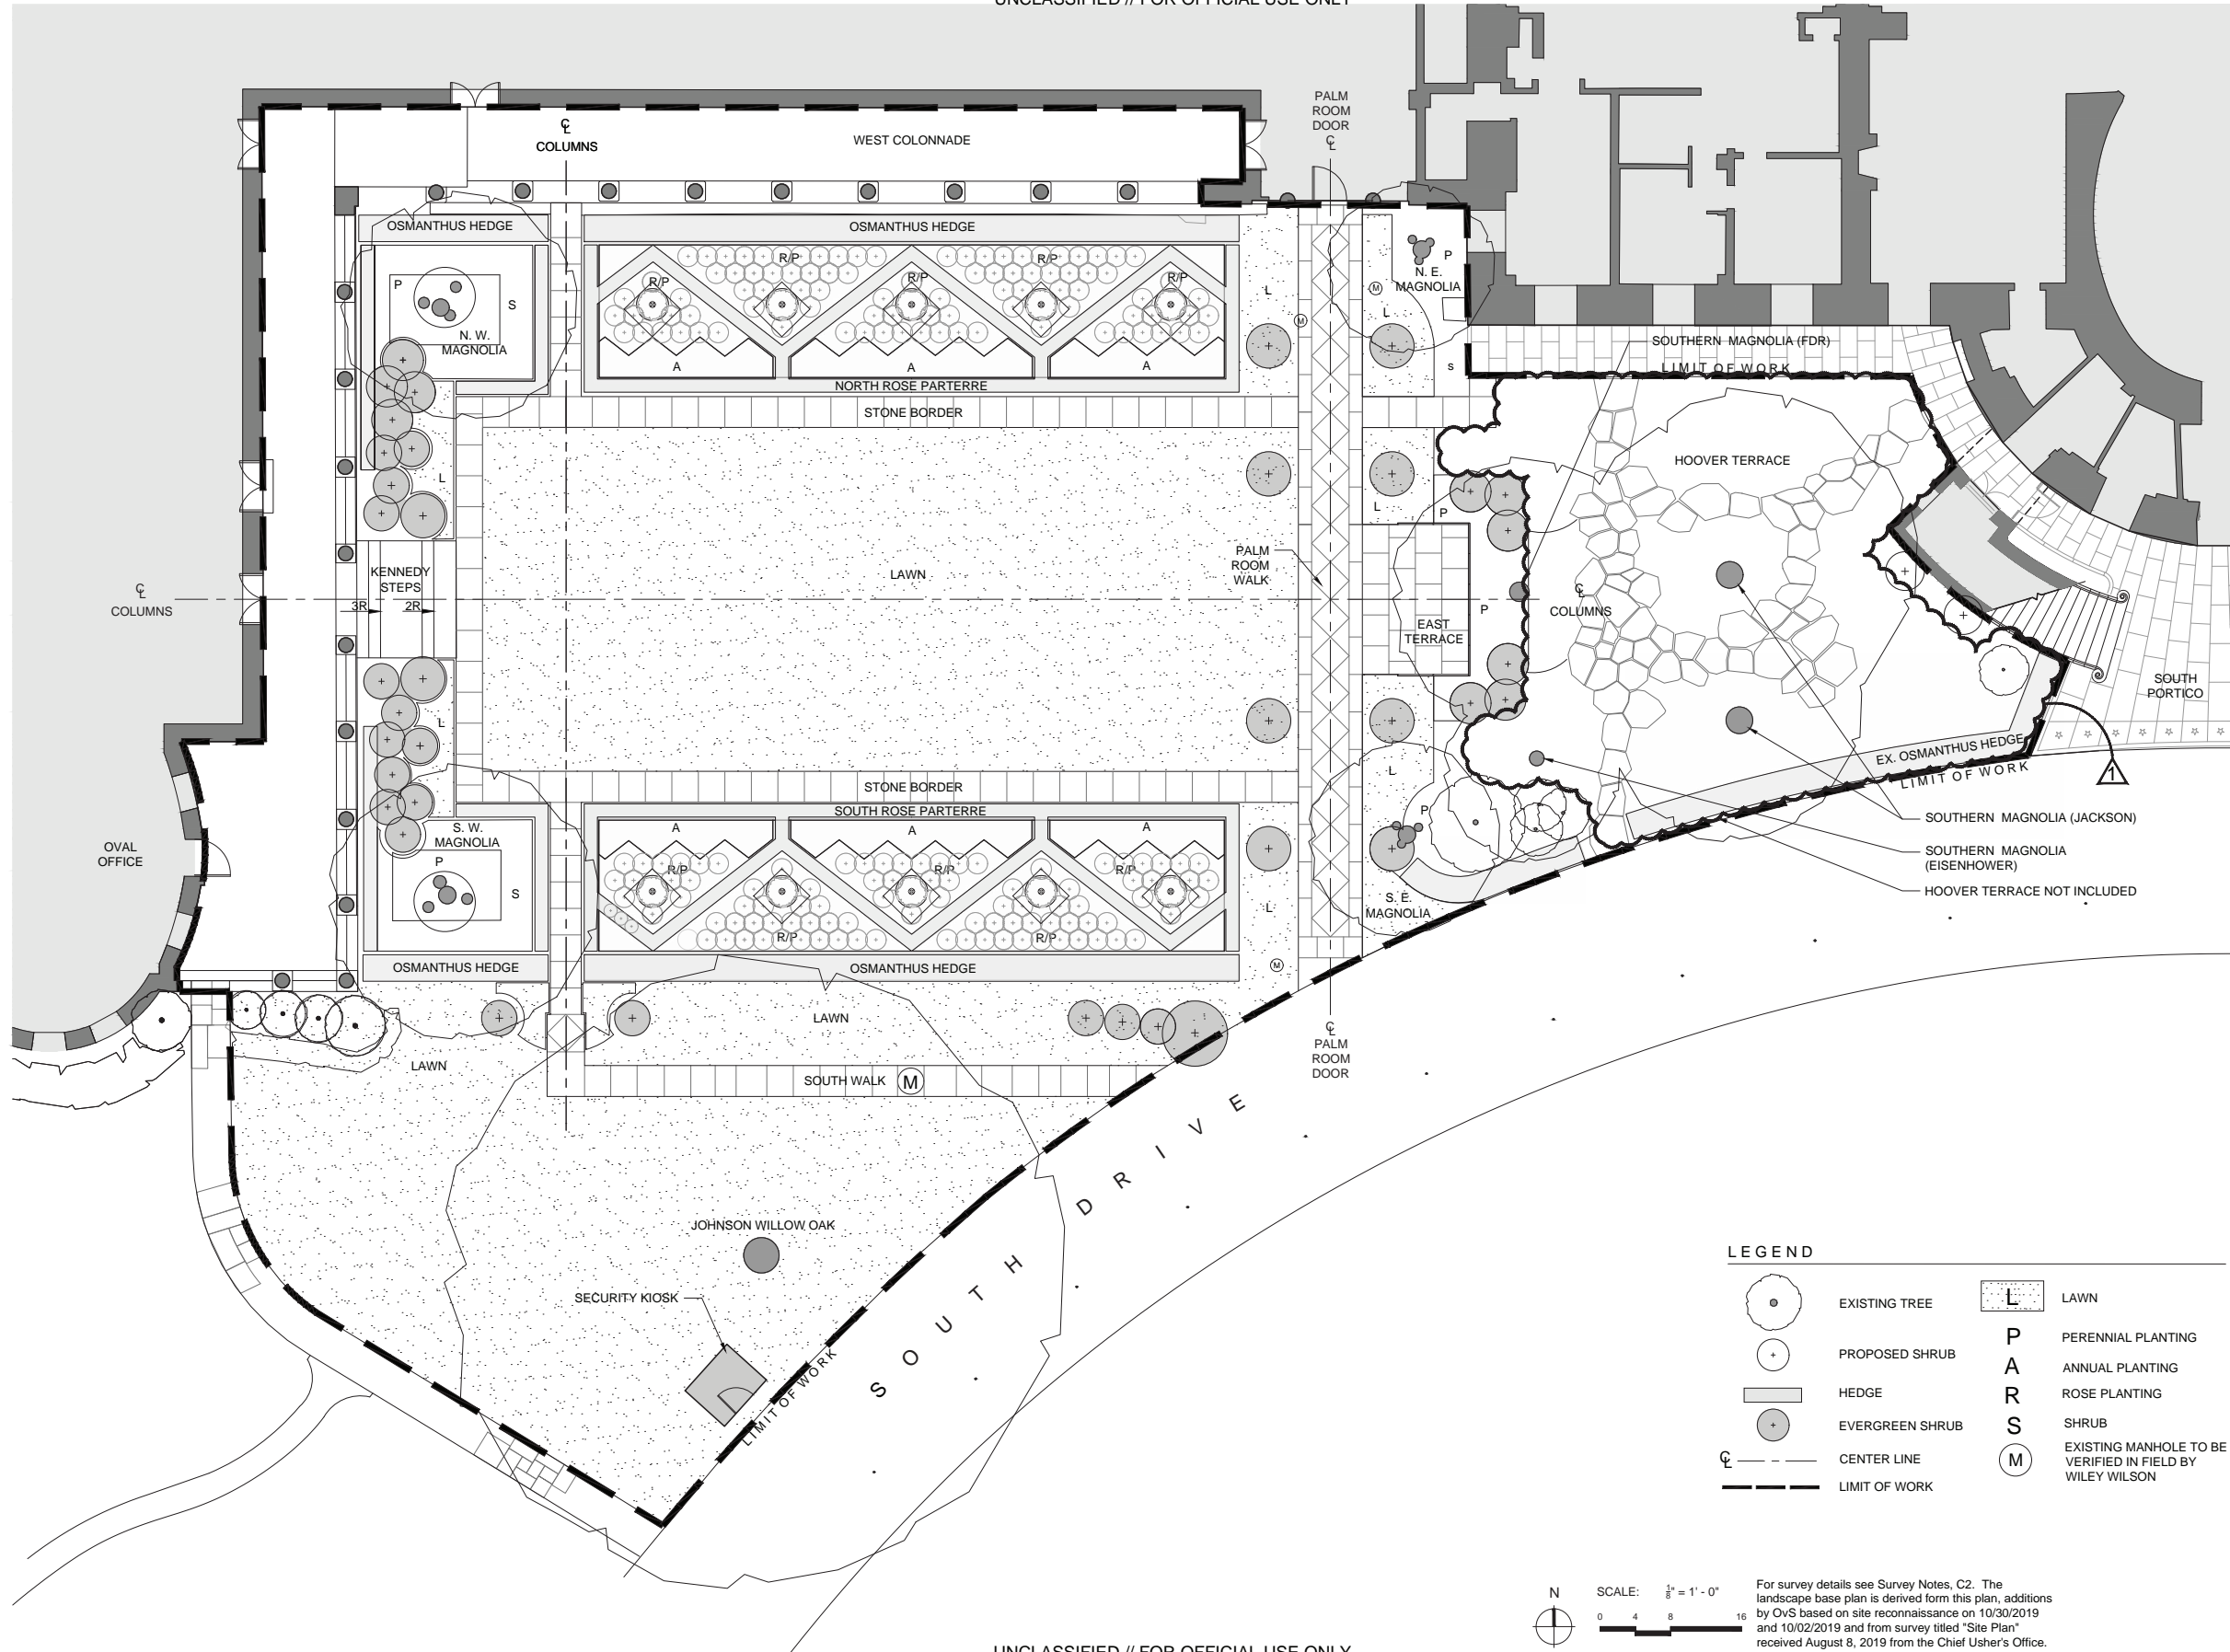 UNCLASSIFIED // FOR OFFICIAL USE ONLY
PALM
ROOM
DOOR
℄
℄
COLUMNS
WEST COLONNADE
OSMANTHUS HEDGE
OSMANTHUS HEDGE
R/P
R/P
R/P
R/P
R/P
P
S
N. W.
MAGNOLIA
P
N. E.
MAGNOLIA
L
M
M
L
S
A
A
A
NORTH ROSE PARTERRE
STONE BORDER
SOUTHERN MAGNOLIA (FDR)
LIMIT OF WORK
HOOVER TERRACE
L
L
P
LAWN
PALM
ROOM
WALK
KENNEDY
STEPS
3R
2R
℄
COLUMNS
P
℄
COLUMNS
EAST
TERRACE
SOUTH
PORTICO
L
L
EX. OSMANTHUS HEDGE
LIMIT OF WORK
1
STONE BORDER
SOUTH ROSE PARTERRE
A
A
A
P
S. W.
MAGNOLIA
P
S
OVAL
OFFICE
R/P
R/P
R/P
R/P
R/P
L
S. E.
MAGNOLIA
SOUTHERN MAGNOLIA (JACKSON)
SOUTHERN MAGNOLIA
(EISENHOWER)
HOOVER TERRACE NOT INCLUDED
OSMANTHUS HEDGE
OSMANTHUS HEDGE
M
LAWN
LAWN
℄
PALM
ROOM
DOOR
SOUTH WALK
M
SOUTH DRIVE
JOHNSON WILLOW OAK
SECURITY KIOSK
LIMIT OF WORK
LEGEND
EXISTING TREE
PROPOSED SHRUB
HEDGE
EVERGREEN SHRUB
℄ CENTER LINE
LIMIT OF WORK
L LAWN
P PERENNIAL PLANTING
A ANNUAL PLANTING
R ROSE PLANTING
S SHRUB
M EXISTING MANHOLE TO BE
VERIFIED IN FIELD BY
WILEY WILSON
N
SCALE: 1/8" = 1' - 0"
0 4 8 16
For survey details see Survey Notes, C2. The
landscape base plan is derived form this plan, additions
by OvS based on site reconnaissance on 10/30/2019
and 10/02/2019 and from survey titled "Site Plan"
received August 8, 2019 from the Chief Usher's Office.
UNCLASSIFIED // FOR OFFICIAL USE ONLY